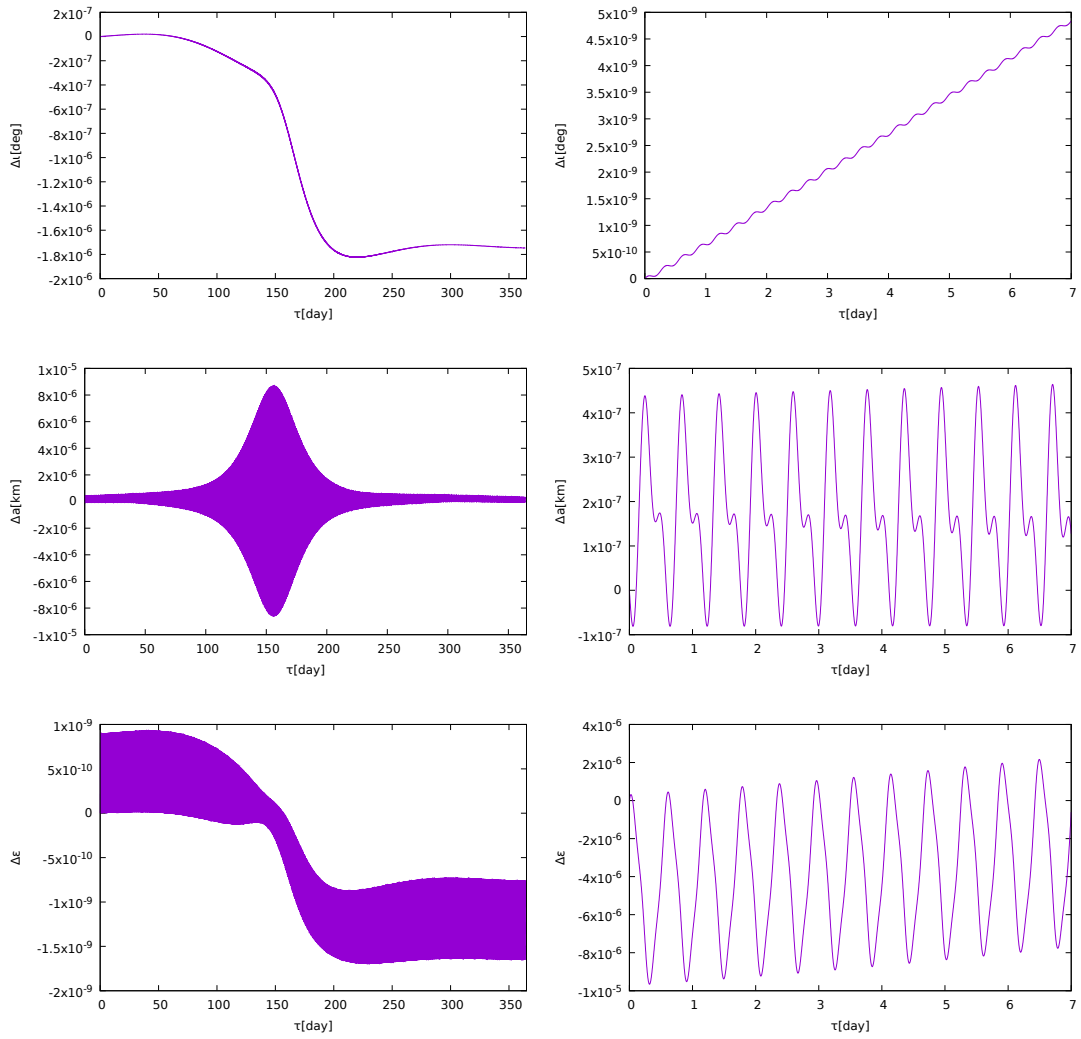 Δι[deg]
2x10⁻⁷
0
-2x10⁻⁷
-4x10⁻⁷
-6x10⁻⁷
-8x10⁻⁷
-1x10⁻⁶
-1.2x10⁻⁶
-1.4x10⁻⁶
-1.6x10⁻⁶
-1.8x10⁻⁶
-2x10⁻⁶
0 50 100 150 200 250 300 350
τ[day]
Δι[deg]
5x10⁻⁹
4.5x10⁻⁹
4x10⁻⁹
3.5x10⁻⁹
3x10⁻⁹
2.5x10⁻⁹
2x10⁻⁹
1.5x10⁻⁹
1x10⁻⁹
5x10⁻¹⁰
0
0 1 2 3 4 5 6 7
τ[day]
Δa[km]
1x10⁻⁵
8x10⁻⁶
6x10⁻⁶
4x10⁻⁶
2x10⁻⁶
0
-2x10⁻⁶
-4x10⁻⁶
-6x10⁻⁶
-8x10⁻⁶
-1x10⁻⁵
0 50 100 150 200 250 300 350
τ[day]
Δa[km]
5x10⁻⁷
4x10⁻⁷
3x10⁻⁷
2x10⁻⁷
1x10⁻⁷
0
-1x10⁻⁷
0 1 2 3 4 5 6 7
τ[day]
Δε
1x10⁻⁹
5x10⁻¹⁰
0
-5x10⁻¹⁰
-1x10⁻⁹
-1.5x10⁻⁹
-2x10⁻⁹
0 50 100 150 200 250 300 350
τ[day]
Δε
4x10⁻⁶
2x10⁻⁶
0
-2x10⁻⁶
-4x10⁻⁶
-6x10⁻⁶
-8x10⁻⁶
-1x10⁻⁵
0 1 2 3 4 5 6 7
τ[day]